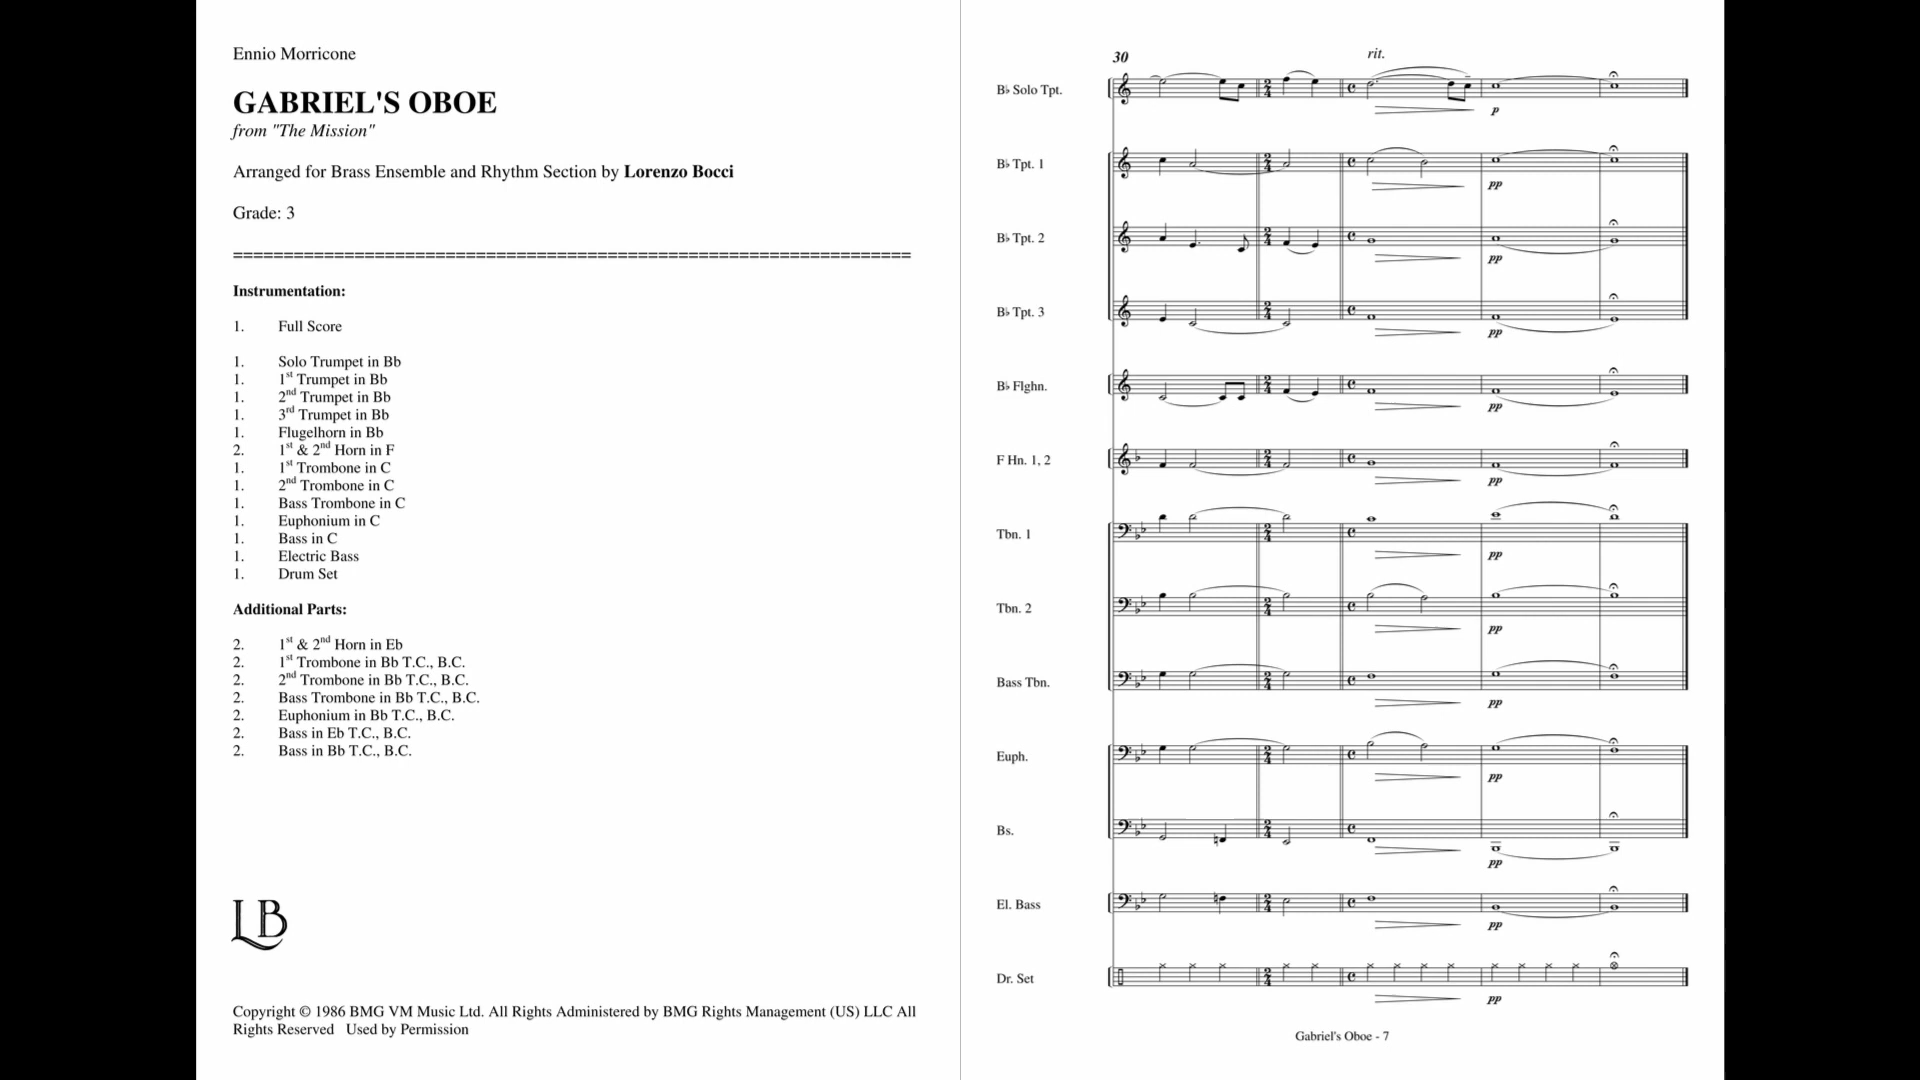 Ennio Morricone
GABRIEL'S OBOE
from "The Mission"
Arranged for Brass Ensemble and Rhythm Section by Lorenzo Bocci
Grade: 3
===================================================================
Instrumentation:
1. Full Score
1. Solo Trumpet in Bb
1. 1st Trumpet in Bb
1. 2nd Trumpet in Bb
1. 3rd Trumpet in Bb
1. Flugelhorn in Bb
2. 1st & 2nd Horn in F
1. 1st Trombone in C
1. 2nd Trombone in C
1. Bass Trombone in C
1. Euphonium in C
1. Bass in C
1. Electric Bass
1. Drum Set
Additional Parts:
2. 1st & 2nd Horn in Eb
2. 1st Trombone in Bb T.C., B.C.
2. 2nd Trombone in Bb T.C., B.C.
2. Bass Trombone in Bb T.C., B.C.
2. Euphonium in Bb T.C., B.C.
2. Bass in Eb T.C., B.C.
2. Bass in Bb T.C., B.C.
LB
Copyright © 1986 BMG VM Music Ltd. All Rights Administered by BMG Rights Management (US) LLC All
Rights Reserved Used by Permission
30 rit.
B♭ Solo Tpt.
p
B♭ Tpt. 1
pp
B♭ Tpt. 2
pp
B♭ Tpt. 3
pp
B♭ Flghn.
pp
F Hn. 1, 2
pp
Tbn. 1
pp
Tbn. 2
pp
Bass Tbn.
pp
Euph.
pp
Bs.
pp
El. Bass
pp
Dr. Set
pp
Gabriel's Oboe - 7